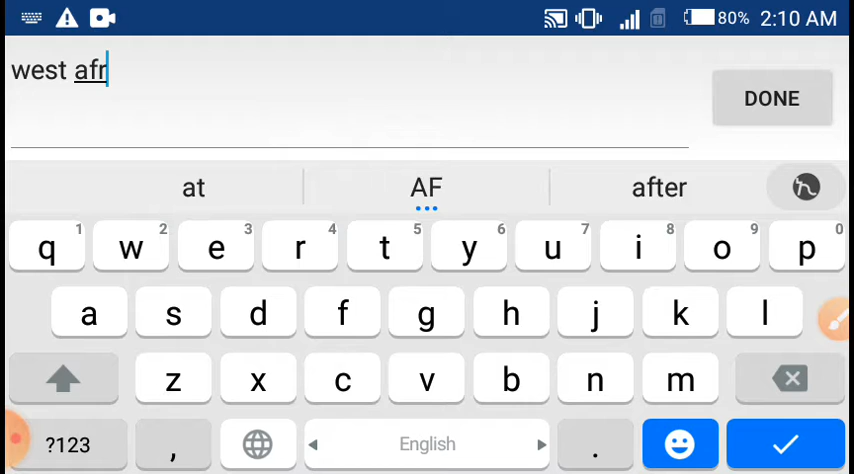 80% 2:10 AM
west afr
DONE
at AF after
q 1 w 2 e 3 r 4 t 5 y 6 u 7 i 8 o 9 p 0
a s d f g h j k l
z x c v b n m
?123 , English .